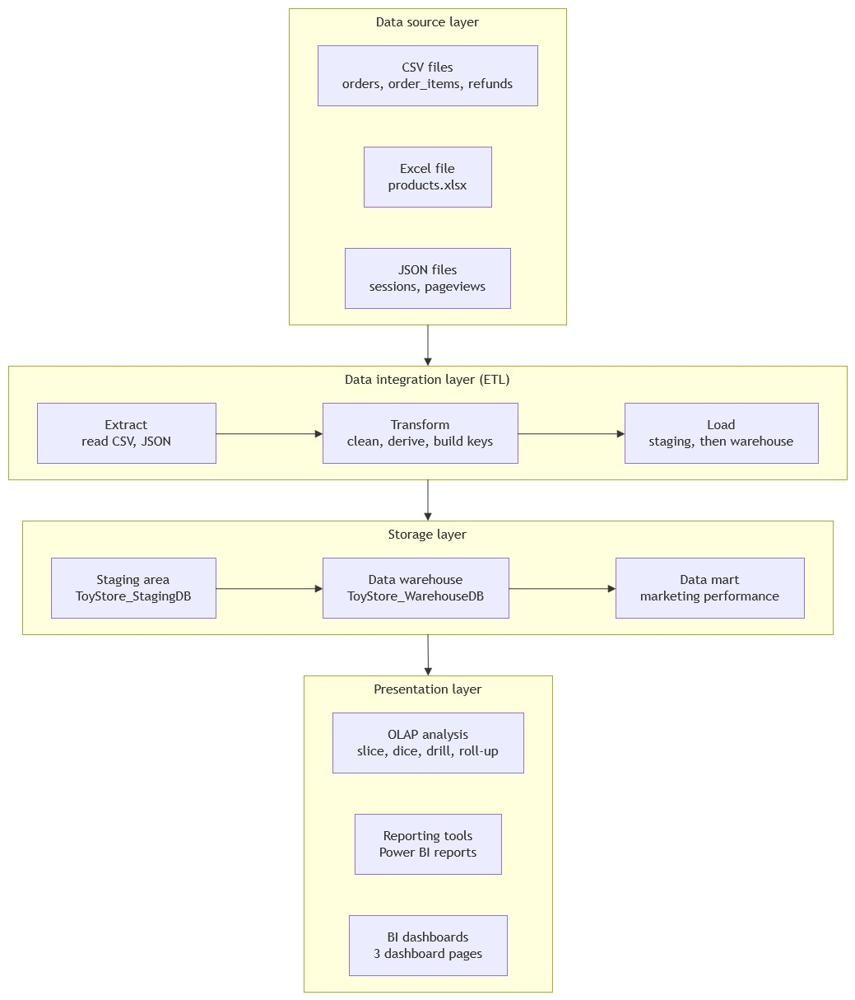 Data source layer
CSV files
orders, order_items, refunds
Excel file
products.xlsx
JSON files
sessions, pageviews
Data integration layer (ETL)
Extract
read CSV, JSON
Transform
clean, derive, build keys
Load
staging, then warehouse
Storage layer
Staging area
ToyStore_StagingDB
Data warehouse
ToyStore_WarehouseDB
Data mart
marketing performance
Presentation layer
OLAP analysis
slice, dice, drill, roll-up
Reporting tools
Power BI reports
BI dashboards
3 dashboard pages